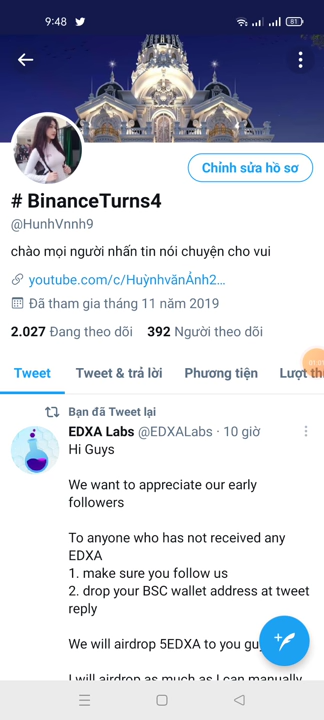 9:48
81
Chỉnh sửa hồ sơ
# BinanceTurns4
@HunhVnnh9
chào mọi người nhấn tin nói chuyện cho vui
youtube.com/c/HuỳnhvănẢnh2...
Đã tham gia tháng 11 năm 2019
2.027 Đang theo dõi 392 Người theo dõi
Tweet Tweet & trả lời Phương tiện Lượt th
Bạn đã Tweet lại
EDXA Labs @EDXALabs · 10 giờ
Hi Guys
We want to appreciate our early
followers
To anyone who has not received any
EDXA
1. make sure you follow us
2. drop your BSC wallet address at tweet
reply
We will airdrop 5EDXA to you
I will airdrop as much as I can manually